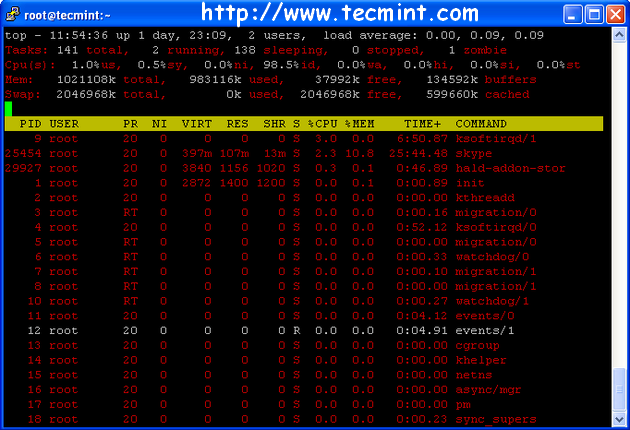 root@tecmint:~
http://www.tecmint.com
top - 11:54:36 up 1 day, 23:09, 2 users, load average: 0.00, 0.09, 0.09
Tasks: 141 total, 2 running, 138 sleeping, 0 stopped, 1 zombie
Cpu(s): 1.0%us, 0.5%sy, 0.0%ni, 98.5%id, 0.0%wa, 0.0%hi, 0.0%si, 0.0%st
Mem: 1021108k total, 983116k used, 37992k free, 134592k buffers
Swap: 2046968k total, 0k used, 2046968k free, 599660k cached
PID USER PR NI VIRT RES SHR S %CPU %MEM TIME+ COMMAND
9 root 20 0 0 0 0 S 3.0 0.0 6:50.87 ksoftirqd/1
25454 root 20 0 397m 107m 13m S 2.3 10.8 25:44.48 skype
29927 root 20 0 3840 1156 1020 S 0.3 0.1 0:46.89 hald-addon-stor
1 root 20 0 2872 1400 1200 S 0.0 0.1 0:00.89 init
2 root 20 0 0 0 0 S 0.0 0.0 0:00.00 kthreadd
3 root RT 0 0 0 0 S 0.0 0.0 0:00.16 migration/0
4 root 20 0 0 0 0 S 0.0 0.0 0:52.12 ksoftirqd/0
5 root RT 0 0 0 0 S 0.0 0.0 0:00.00 migration/0
6 root RT 0 0 0 0 S 0.0 0.0 0:00.33 watchdog/0
7 root RT 0 0 0 0 S 0.0 0.0 0:00.10 migration/1
8 root RT 0 0 0 0 S 0.0 0.0 0:00.00 migration/1
10 root RT 0 0 0 0 S 0.0 0.0 0:00.27 watchdog/1
11 root 20 0 0 0 0 S 0.0 0.0 0:04.12 events/0
12 root 20 0 0 0 0 R 0.0 0.0 0:04.91 events/1
13 root 20 0 0 0 0 S 0.0 0.0 0:00.00 cgroup
14 root 20 0 0 0 0 S 0.0 0.0 0:00.00 khelper
15 root 20 0 0 0 0 S 0.0 0.0 0:00.00 netns
16 root 20 0 0 0 0 S 0.0 0.0 0:00.00 async/mgr
17 root 20 0 0 0 0 S 0.0 0.0 0:00.00 pm
18 root 20 0 0 0 0 S 0.0 0.0 0:00.23 sync_supers